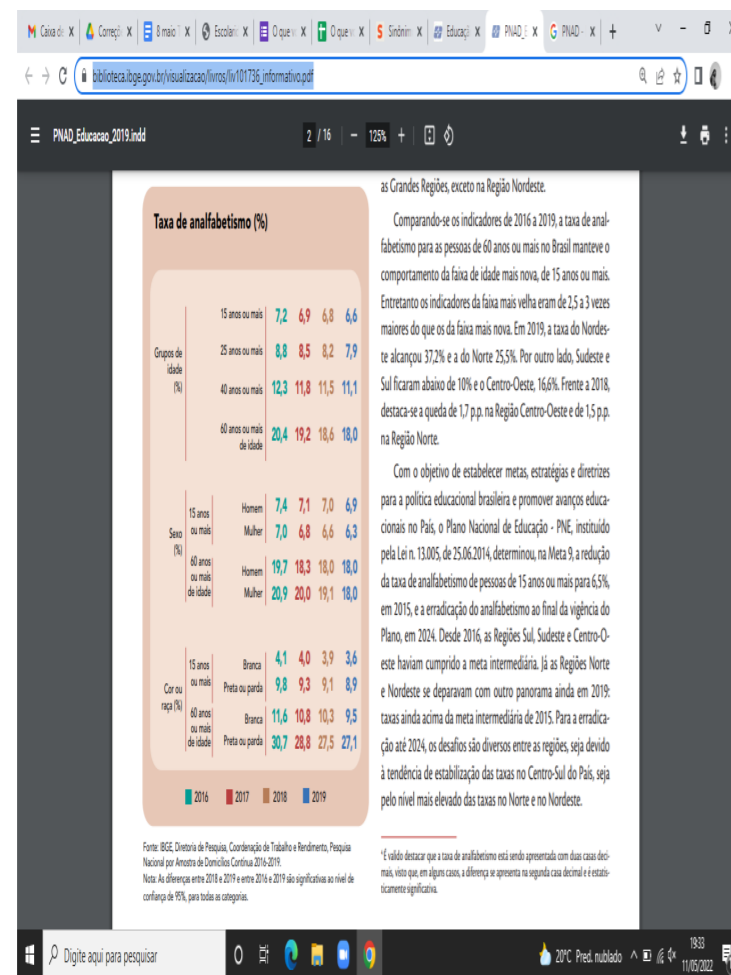 Caixa de X
Correçõ X
8 maio T X
Escolar X
O que v X
O que v X
Sinônim X
Educaçã X
PNAD_E X
PNAD - X
biblioteca.ibge.gov.br/visualizacao/livros/liv101736_informativo.pdf
PNAD_Educacao_2019.indd 2 / 16 125%
Taxa de analfabetismo (%)
Grupos de idade (%)
15 anos ou mais 7,2 6,9 6,8 6,6
25 anos ou mais 8,8 8,5 8,2 7,9
40 anos ou mais 12,3 11,8 11,5 11,1
60 anos ou mais de idade 20,4 19,2 18,6 18,0
Sexo (%)
15 anos ou mais
Homem 7,4 7,1 7,0 6,9
Mulher 7,0 6,8 6,6 6,3
60 anos ou mais de idade
Homem 19,7 18,3 18,0 18,0
Mulher 20,9 20,0 19,1 18,0
Cor ou raça (%)
15 anos ou mais
Branca 4,1 4,0 3,9 3,6
Preta ou parda 9,8 9,3 9,1 8,9
60 anos ou mais de idade
Branca 11,6 10,8 10,3 9,5
Preta ou parda 30,7 28,8 27,5 27,1
2016 2017 2018 2019
Fonte: IBGE, Diretoria de Pesquisa, Coordenação de Trabalho e Rendimento, Pesquisa
Nacional por Amostra de Domicílios Contínua 2016-2019.
Nota: As diferenças entre 2018 e 2019 e entre 2016 e 2019 são significativas ao nível de
confiança de 95%, para todas as categorias.
as Grandes Regiões, exceto na Região Nordeste.
Comparando-se os indicadores de 2016 a 2019, a taxa de anal-
fabetismo para as pessoas de 60 anos ou mais no Brasil manteve o
comportamento da faixa de idade mais nova, de 15 anos ou mais.
Entretanto os indicadores da faixa mais velha eram de 2,5 a 3 vezes
maiores do que os da faixa mais nova. Em 2019, a taxa do Nordes-
te alcançou 37,2% e a do Norte 25,5%. Por outro lado, Sudeste e
Sul ficaram abaixo de 10% e o Centro-Oeste, 16,6%. Frente a 2018,
destaca-se a queda de 1,7 p.p. na Região Centro-Oeste e de 1,5 p.p.
na Região Norte.
Com o objetivo de estabelecer metas, estratégias e diretrizes
para a política educacional brasileira e promover avanços educa-
cionais no País, o Plano Nacional de Educação - PNE, instituído
pela Lei n. 13.005, de 25.06.2014, determinou, na Meta 9, a redução
da taxa de analfabetismo de pessoas de 15 anos ou mais para 6,5%,
em 2015, e a erradicação do analfabetismo ao final da vigência do
Plano, em 2024. Desde 2016, as Regiões Sul, Sudeste e Centro-O-
este haviam cumprido a meta intermediária. Já as Regiões Norte
e Nordeste se deparavam com outro panorama ainda em 2019:
taxas ainda acima da meta intermediária de 2015. Para a erradica-
ção até 2024, os desafios são diversos entre as regiões, seja devido
à tendência de estabilização das taxas no Centro-Sul do País, seja
pelo nível mais elevado das taxas no Norte e no Nordeste.
É valido destacar que a taxa de analfabetismo está sendo apresentada com duas casas deci-
mais, visto que, em alguns casos, a diferença se apresenta na segunda casa decimal e é estatis-
ticamente significativa.
Digite aqui para pesquisar
20°C Pred. nublado
19:33
11/05/2022